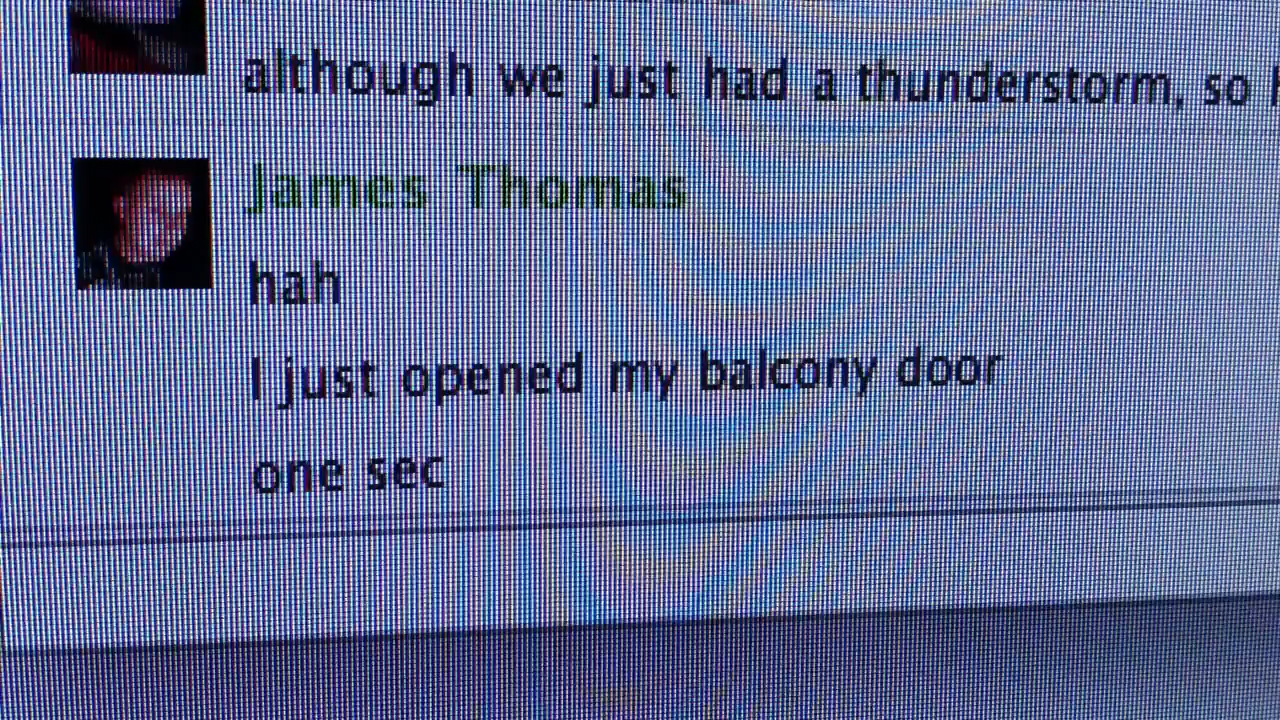 although we just had a thunderstorm, so
James Thomas
hah
I just opened my balcony door
one sec